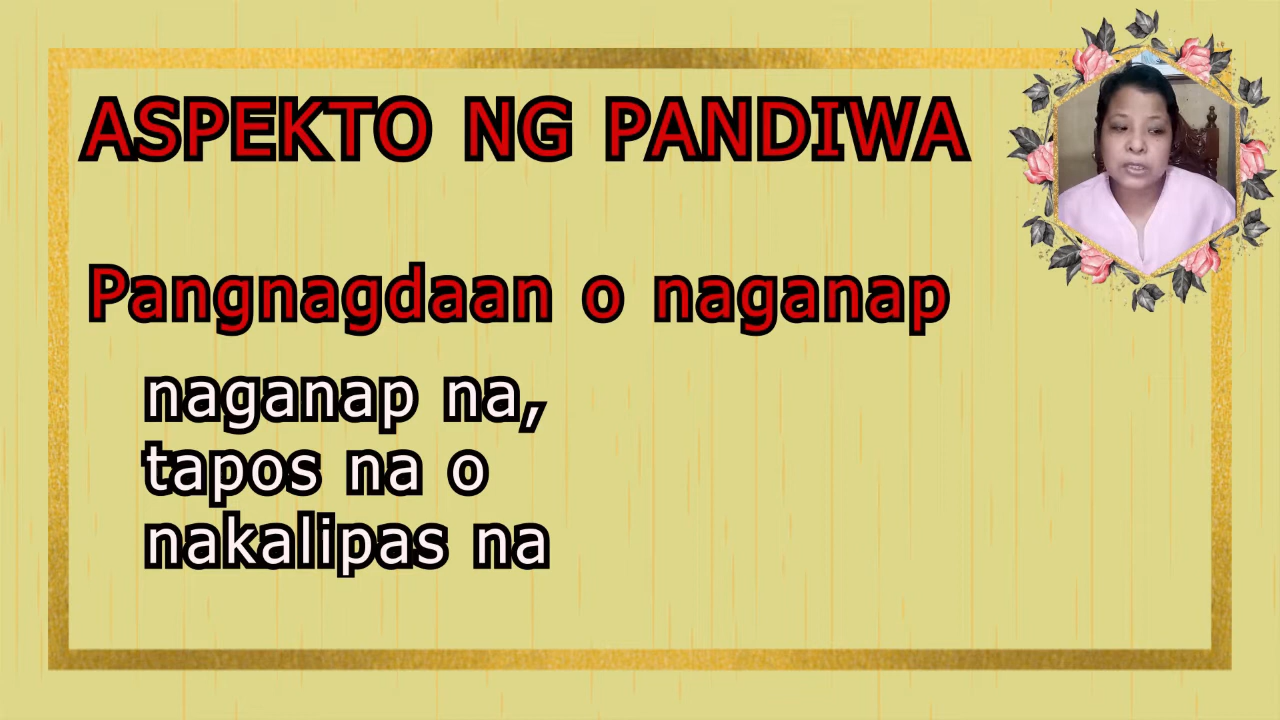 ASPEKTO NG PANDIWA
Pangnagdaan o naganap
naganap na,
tapos na o
nakalipas na